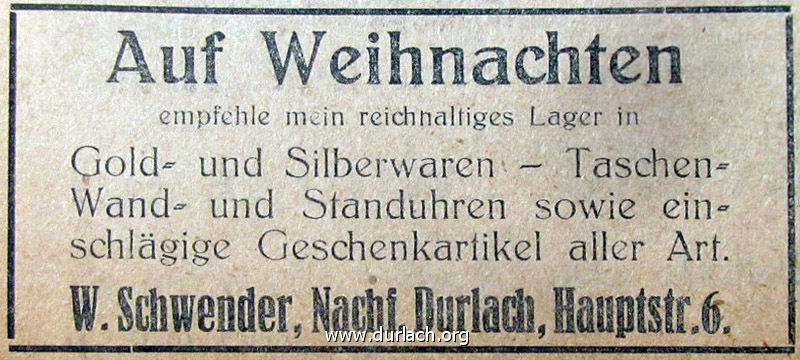 Auf Weihnachten
empfehle mein reichhaltiges Lager in
Gold- und Silberwaren – Taschen-
Wand- und Standuhren sowie ein-
schlägige Geschenkartikel aller Art.
W. Schwender, Nachf. Durlach, Hauptstr. 6.
www.durlach.org